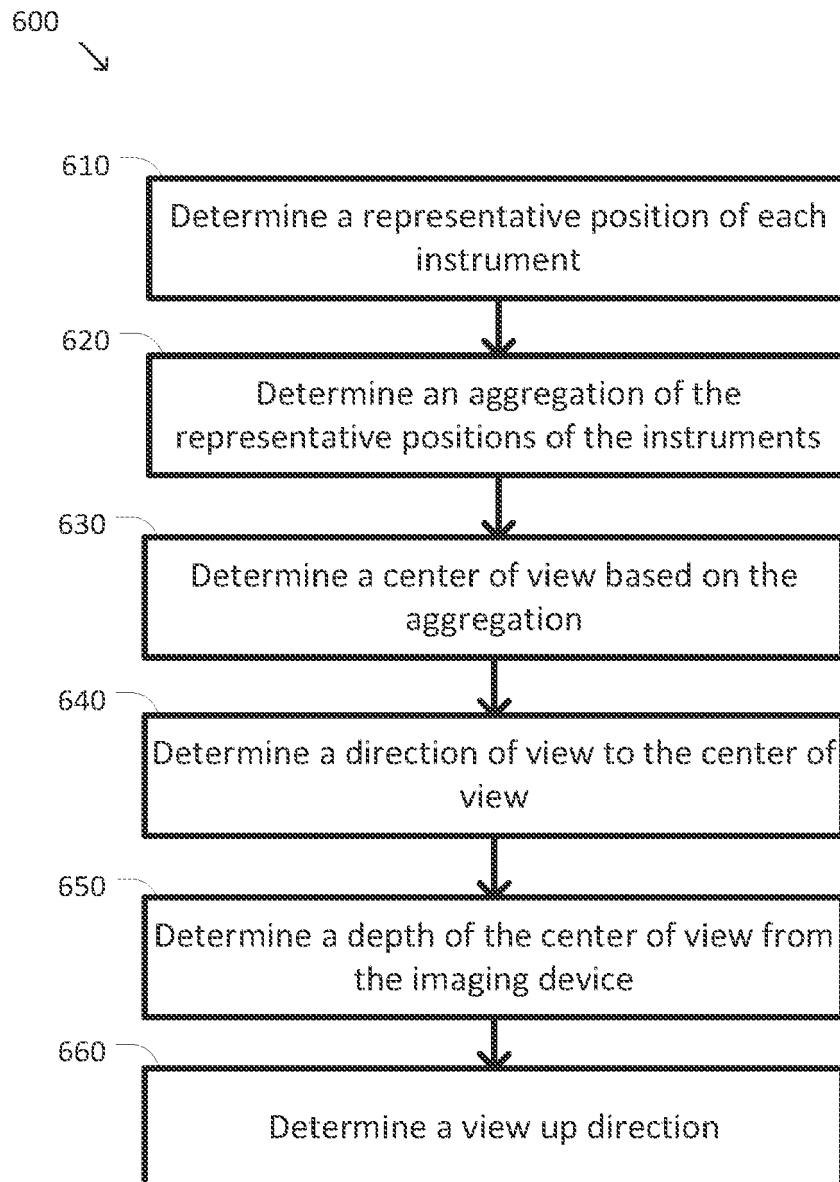 600
610
Determine a representative position of each
instrument
620
Determine an aggregation of the
representative positions of the instruments
630
Determine a center of view based on the
aggregation
640
Determine a direction of view to the center of
view
650
Determine a depth of the center of view from
the imaging device
660
Determine a view up direction